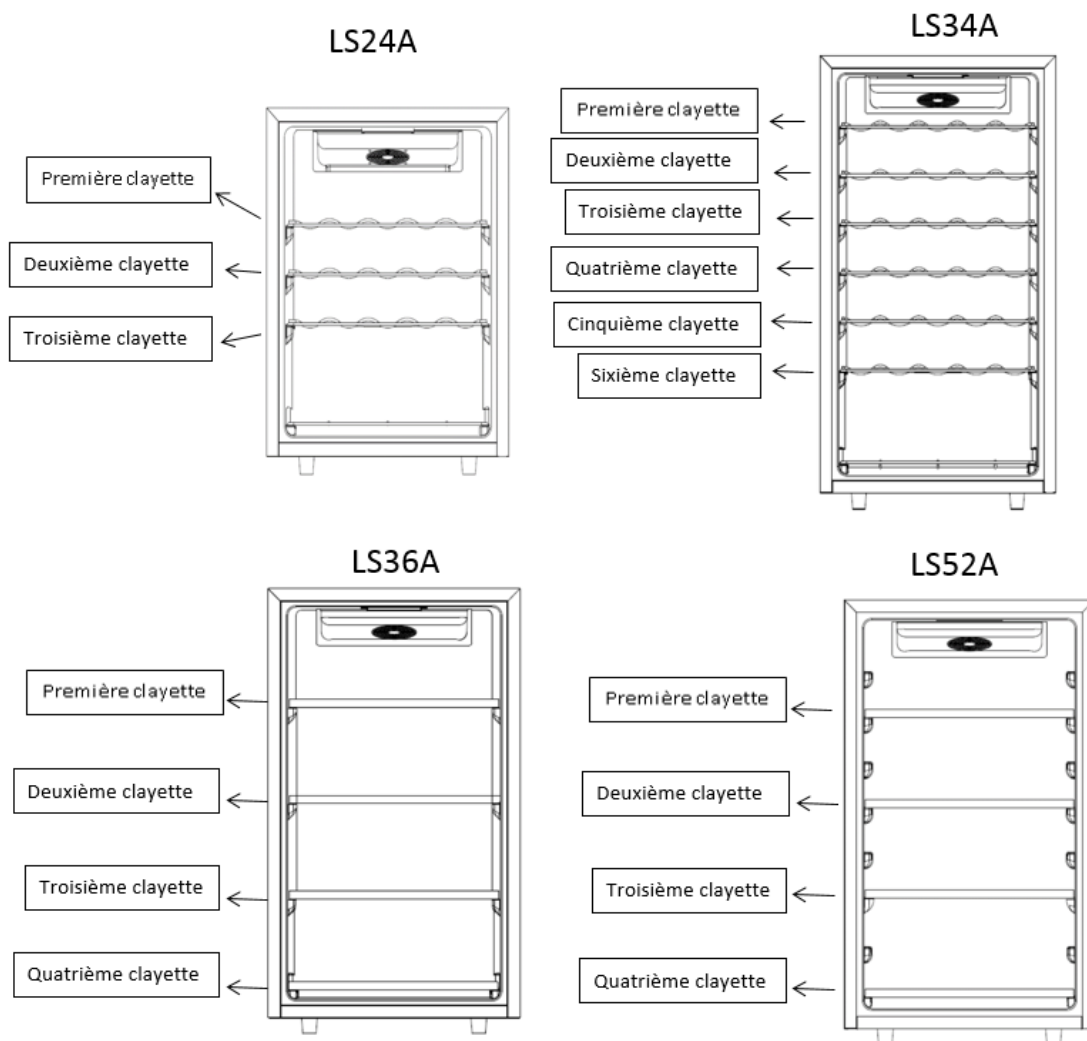 LS24A
Première clayette
Deuxième clayette
Troisième clayette
LS34A
Première clayette
Deuxième clayette
Troisième clayette
Quatrième clayette
Cinquième clayette
Sixième clayette
LS36A
Première clayette
Deuxième clayette
Troisième clayette
Quatrième clayette
LS52A
Première clayette
Deuxième clayette
Troisième clayette
Quatrième clayette